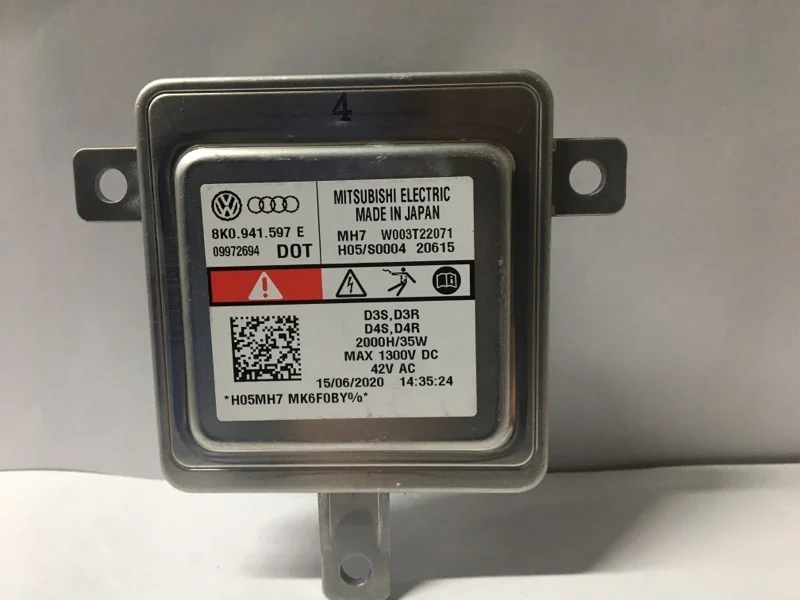 4
8K0.941.597 E
09972694 DOT
MITSUBISHI ELECTRIC
MADE IN JAPAN
MH7 W003T22071
H05/S0004 20615
D3S,D3R
D4S,D4R
2000H/35W
MAX 1300V DC
42V AC
15/06/2020 14:35:24
*H05MH7 MK6F0BY%*